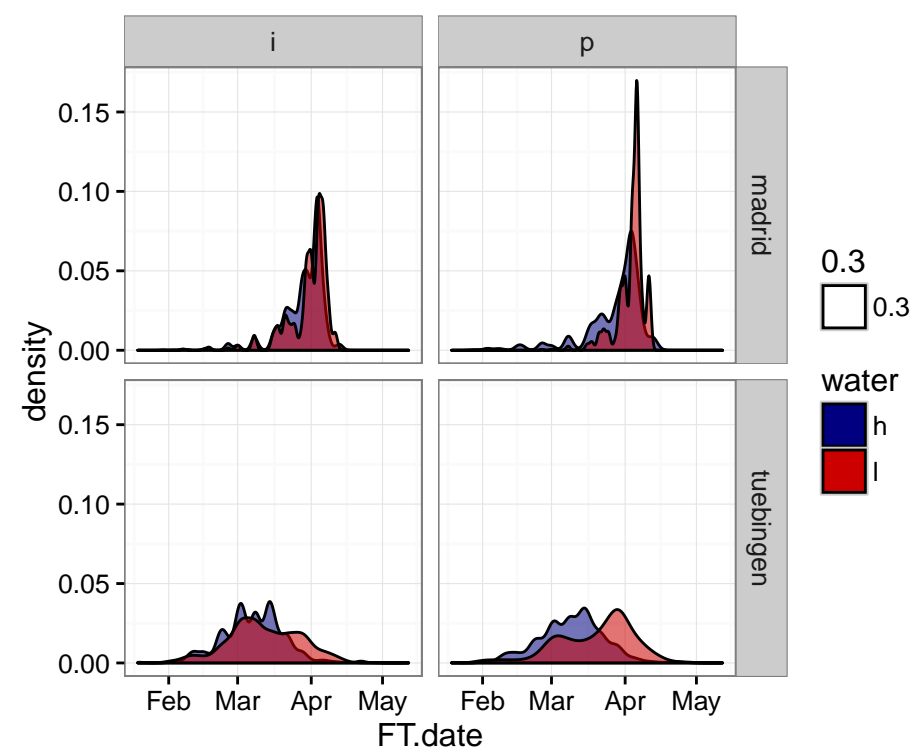 i
p
0.15
0.10
0.05
0.00
madrid
0.15
0.10
0.05
0.00
tuebingen
density
Feb Mar Apr May
Feb Mar Apr May
FT.date
0.3
0.3
water
h
l